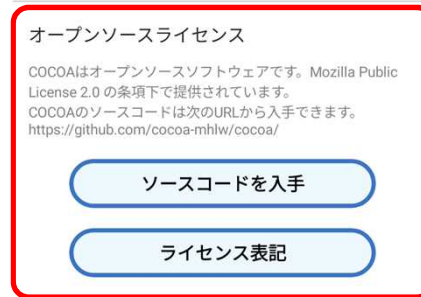 オープンソースライセンス
COCOAはオープンソースソフトウェアです。Mozilla Public
License 2.0 の条項下で提供されています。
COCOAのソースコードは次のURLから入手できます。
https://github.com/cocoa-mhlw/cocoa/
ソースコードを入手
ライセンス表記